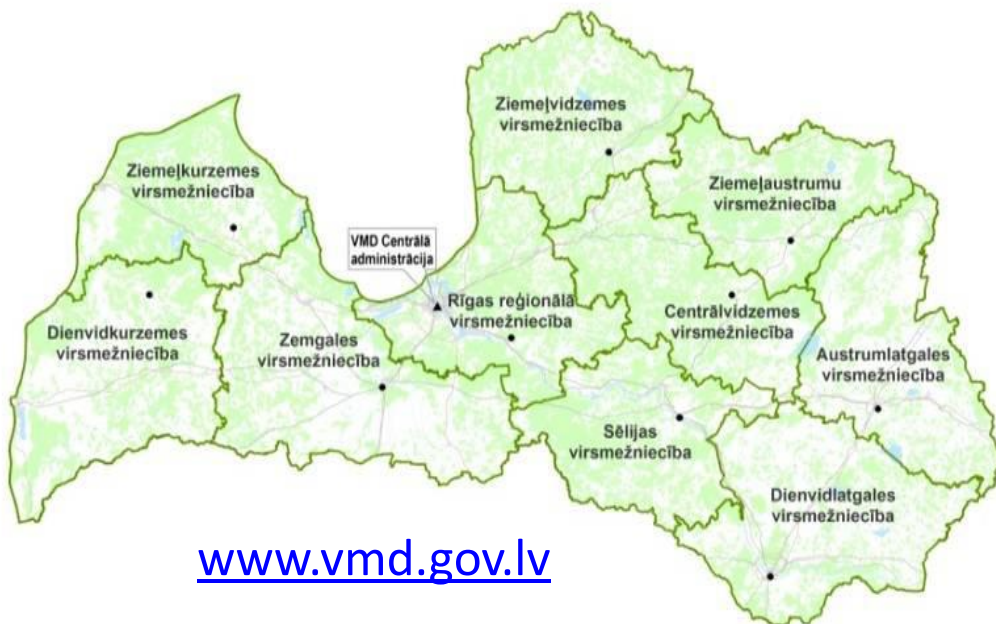 Ziemeļvidzemes
virsmežniecība
Ziemeļkurzemes
virsmežniecība
Ziemeļaustrumu
virsmežniecība
VMD Centrālā
administrācija
Rīgas reģionālā
virsmežniecība
Centrālvidzemes
virsmežniecība
Dienvidkurzemes
virsmežniecība
Zemgales
virsmežniecība
Austrumlatgales
virsmežniecība
Sēlijas
virsmežniecība
Dienvidlatgales
virsmežniecība
www.vmd.gov.lv